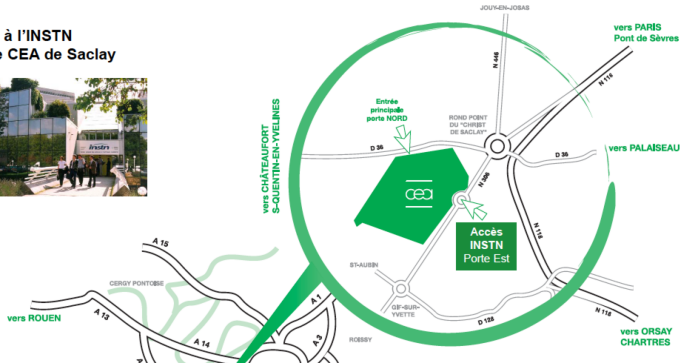 à l'INSTN
e CEA de Saclay
Instn
JOUY-EN-JOSAS
vers PARIS
Pont de Sèvres
N 446
N 118
Entrée
principale
porte NORD
ROND POINT
DU "CHRIST
DE SACLAY"
vers CHÂTEAUFORT
S-QUENTIN-EN-YVELINES
D 36
D 36
vers PALAISEAU
cea
N 306
Accès
INSTN
Porte Est
N 118
ST-AUBIN
GIF-SUR-
YVETTE
D 128
N 118
vers ORSAY
CHARTRES
A 15
CERGY PONTOISE
A 1
vers ROUEN
A 13
A 14
A 3
ROISSY